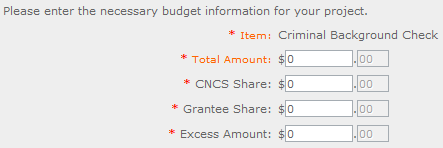 Please enter the necessary budget information for your project.
* Item: Criminal Background Check
* Total Amount: $0 .00
* CNCS Share: $0 .00
* Grantee Share: $0 .00
* Excess Amount: $0 .00